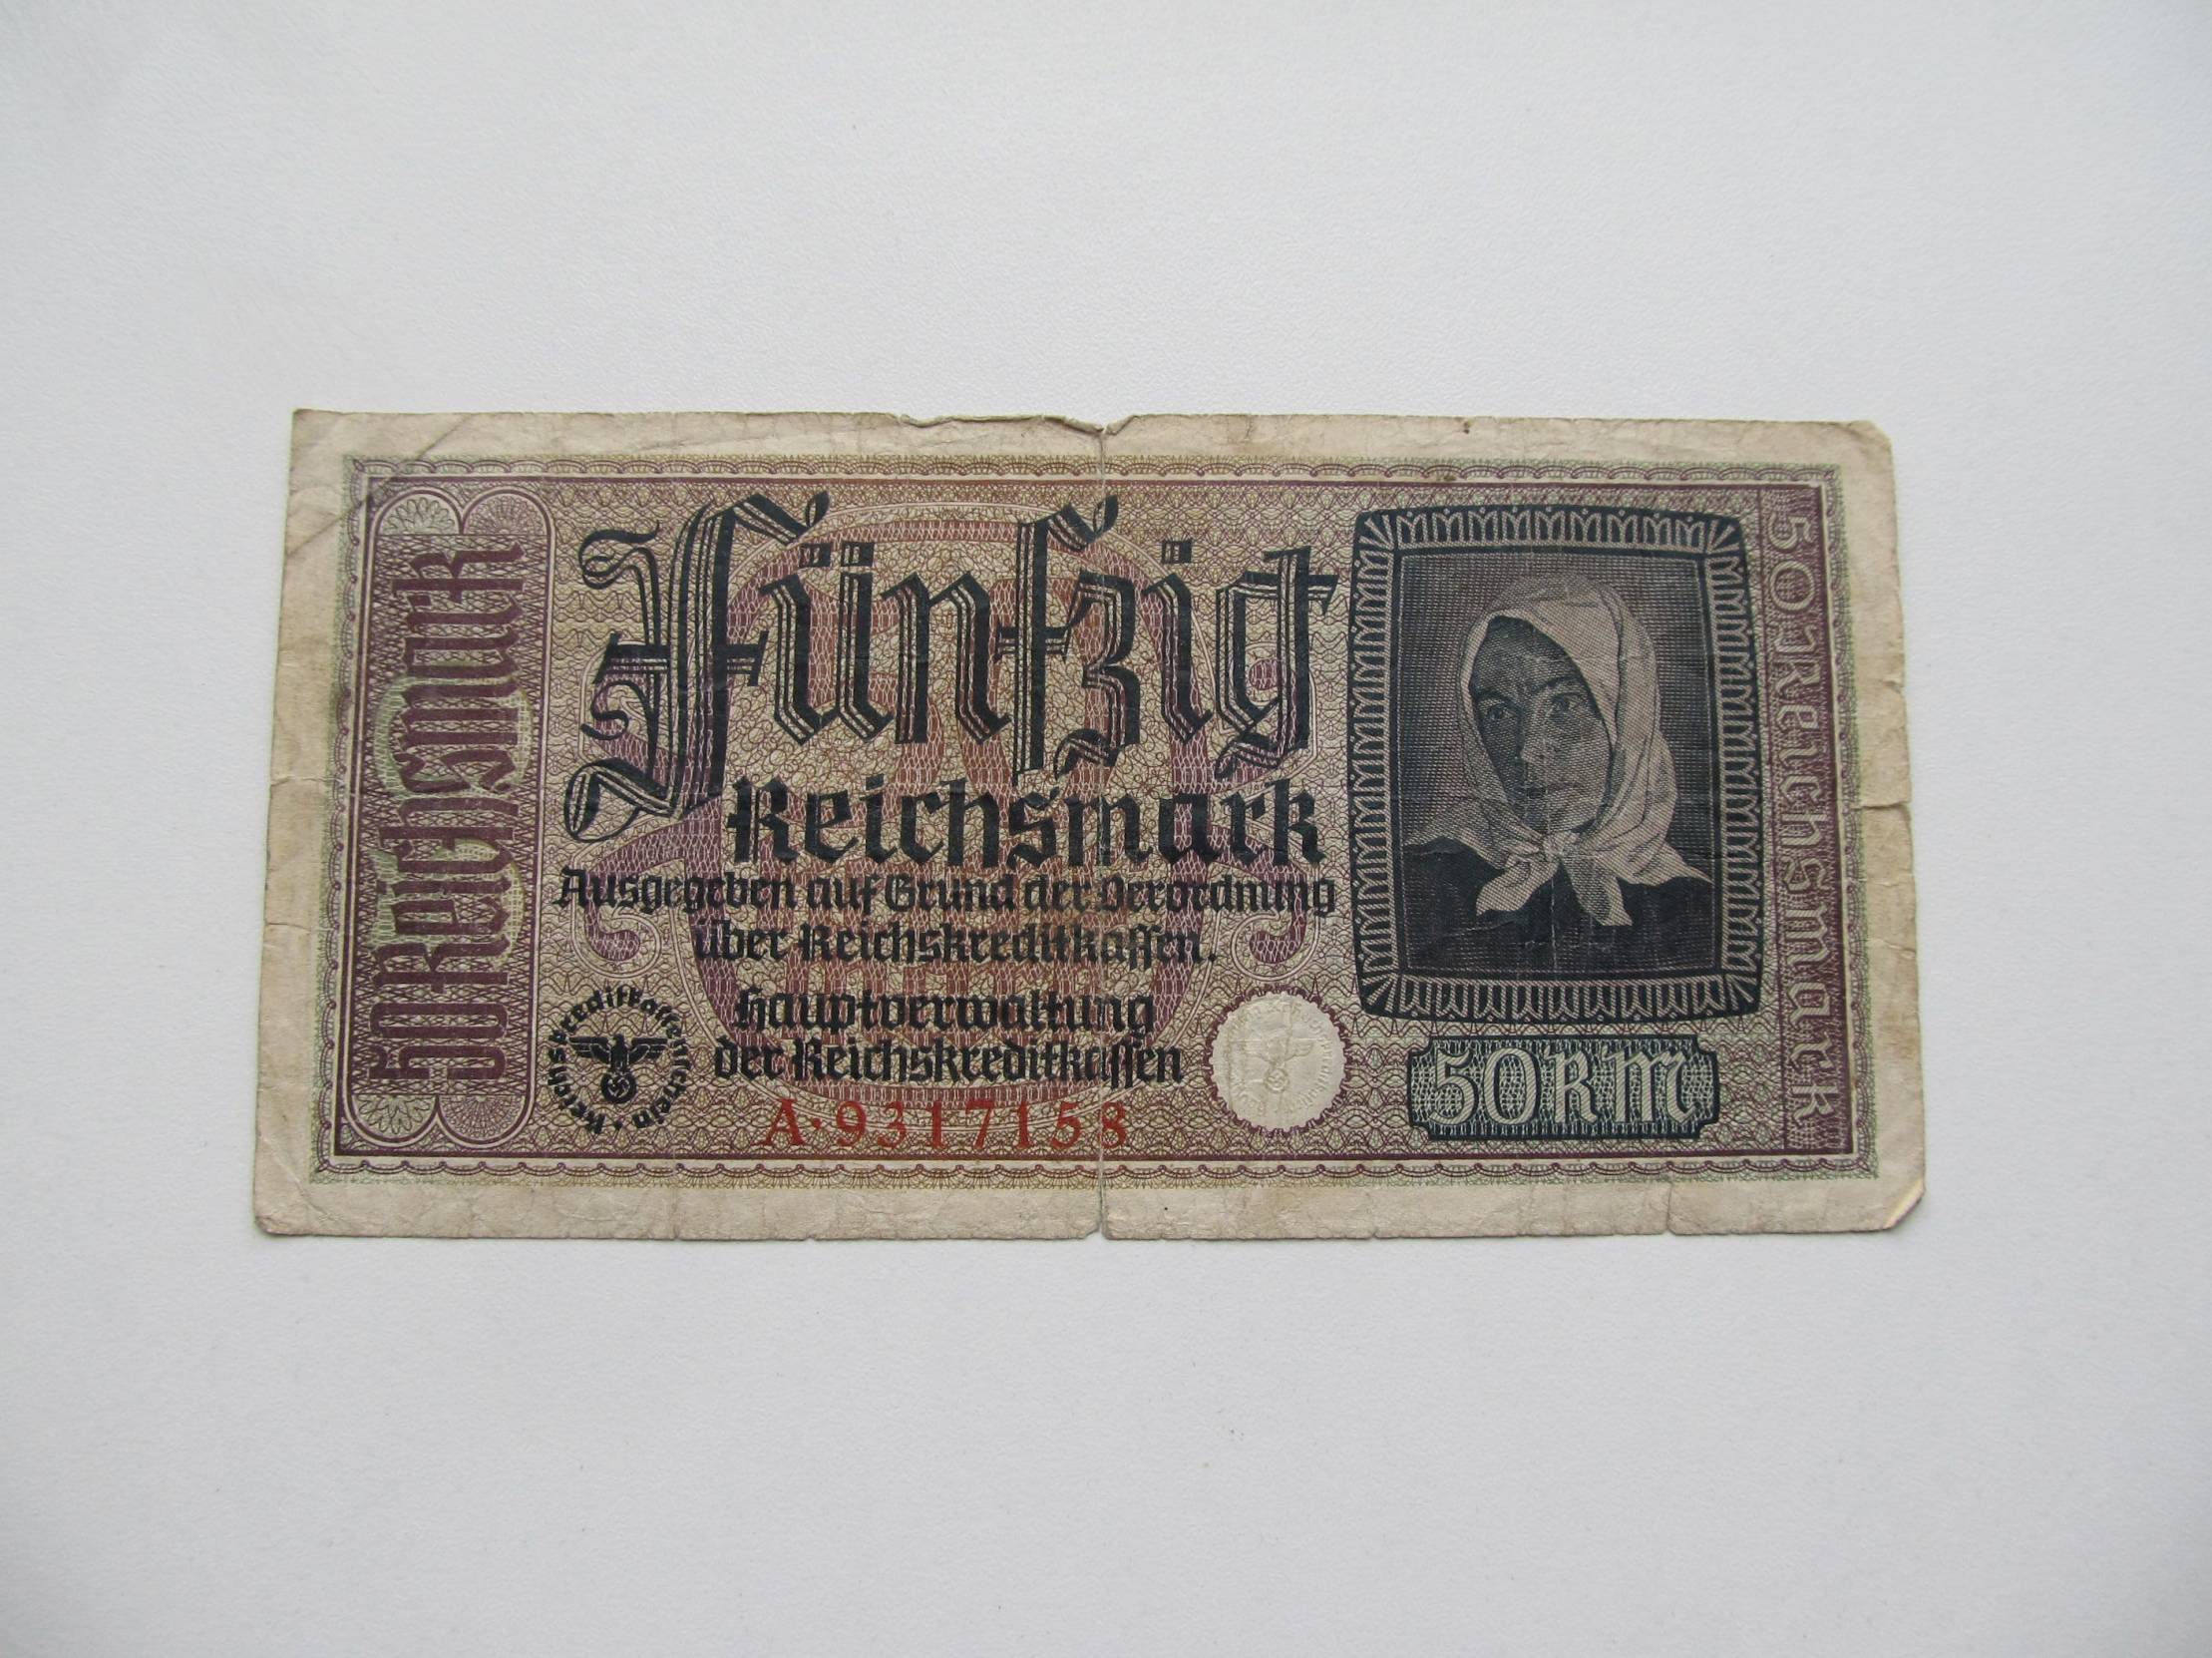 50 Reichsmark
Fünfzig
Reichsmark
Ausgegeben auf Grund der Verordnung
über Reichskreditkassen.
Hauptverwaltung
der Reichskreditkassen
Reichskreditkassenschein
A·9317158
50 RM
50 Reichsmark